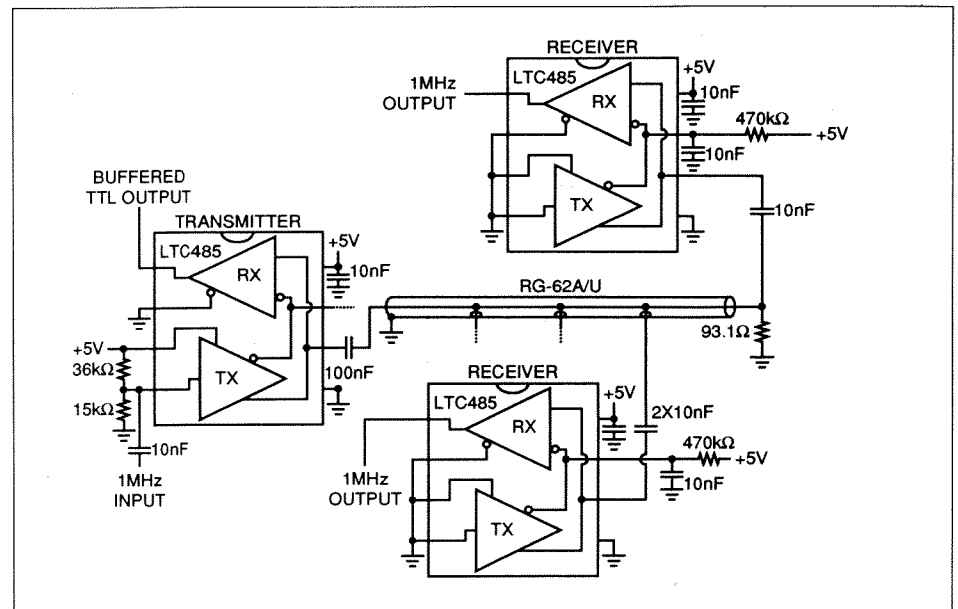 RECEIVER
LTC485
+5V
1MHz
OUTPUT
RX
10nF
470kΩ
+5V
10nF
TX
10nF
BUFFERED
TTL OUTPUT
TRANSMITTER
LTC485
+5V
RX
10nF
RG-62A/U
93.1Ω
+5V
36kΩ
TX
100nF
15kΩ
10nF
1MHz
INPUT
RECEIVER
LTC485
+5V
RX
2X10nF
470kΩ
+5V
1MHz
OUTPUT
10nF
TX